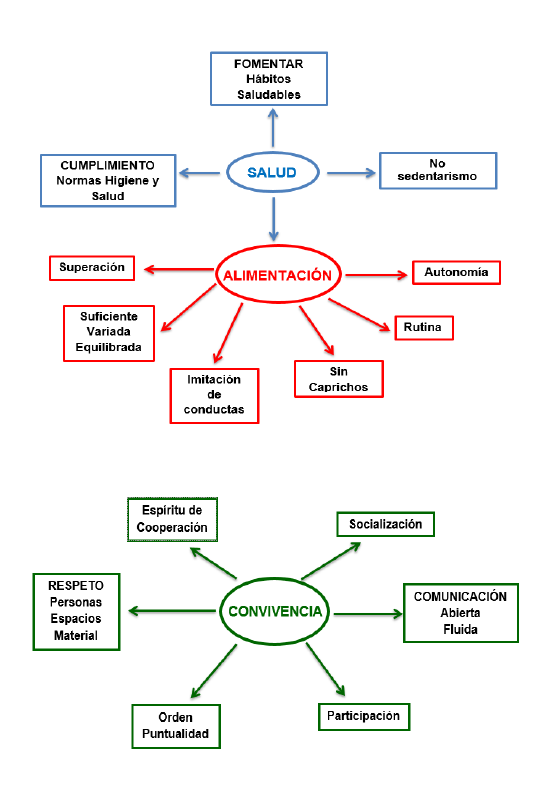 FOMENTAR
Hábitos
Saludables
CUMPLIMIENTO
Normas Higiene y
Salud
SALUD
No
sedentarismo
Superación
ALIMENTACIÓN
Autonomía
Suficiente
Variada
Equilibrada
Rutina
Imitación
de
conductas
Sin
Caprichos
Espíritu de
Cooperación
Socialización
RESPETO
Personas
Espacios
Material
CONVIVENCIA
COMUNICACIÓN
Abierta
Fluida
Orden
Puntualidad
Participación